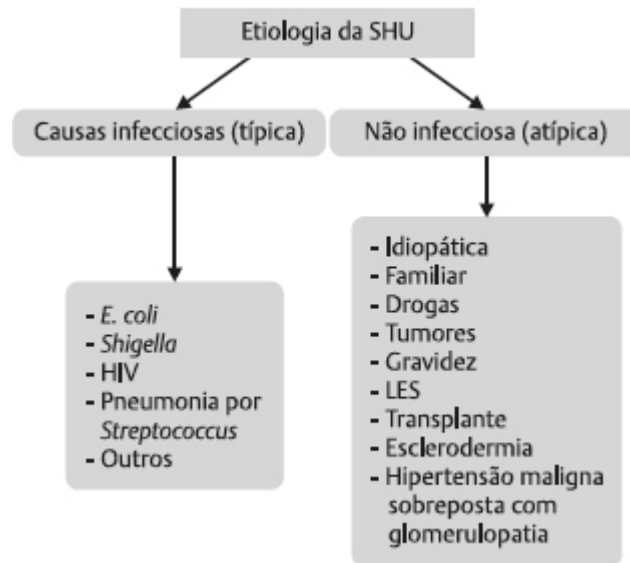 Etiologia da SHU
Causas infecciosas (típica)
Não infecciosa (atípica)
- E. coli
- Shigella
- HIV
- Pneumonia por
Streptococcus
- Outros
- Idiopática
- Familiar
- Drogas
- Tumores
- Gravidez
- LES
- Transplante
- Esclerodermia
- Hipertensão maligna
sobreposta com
glomerulopatia